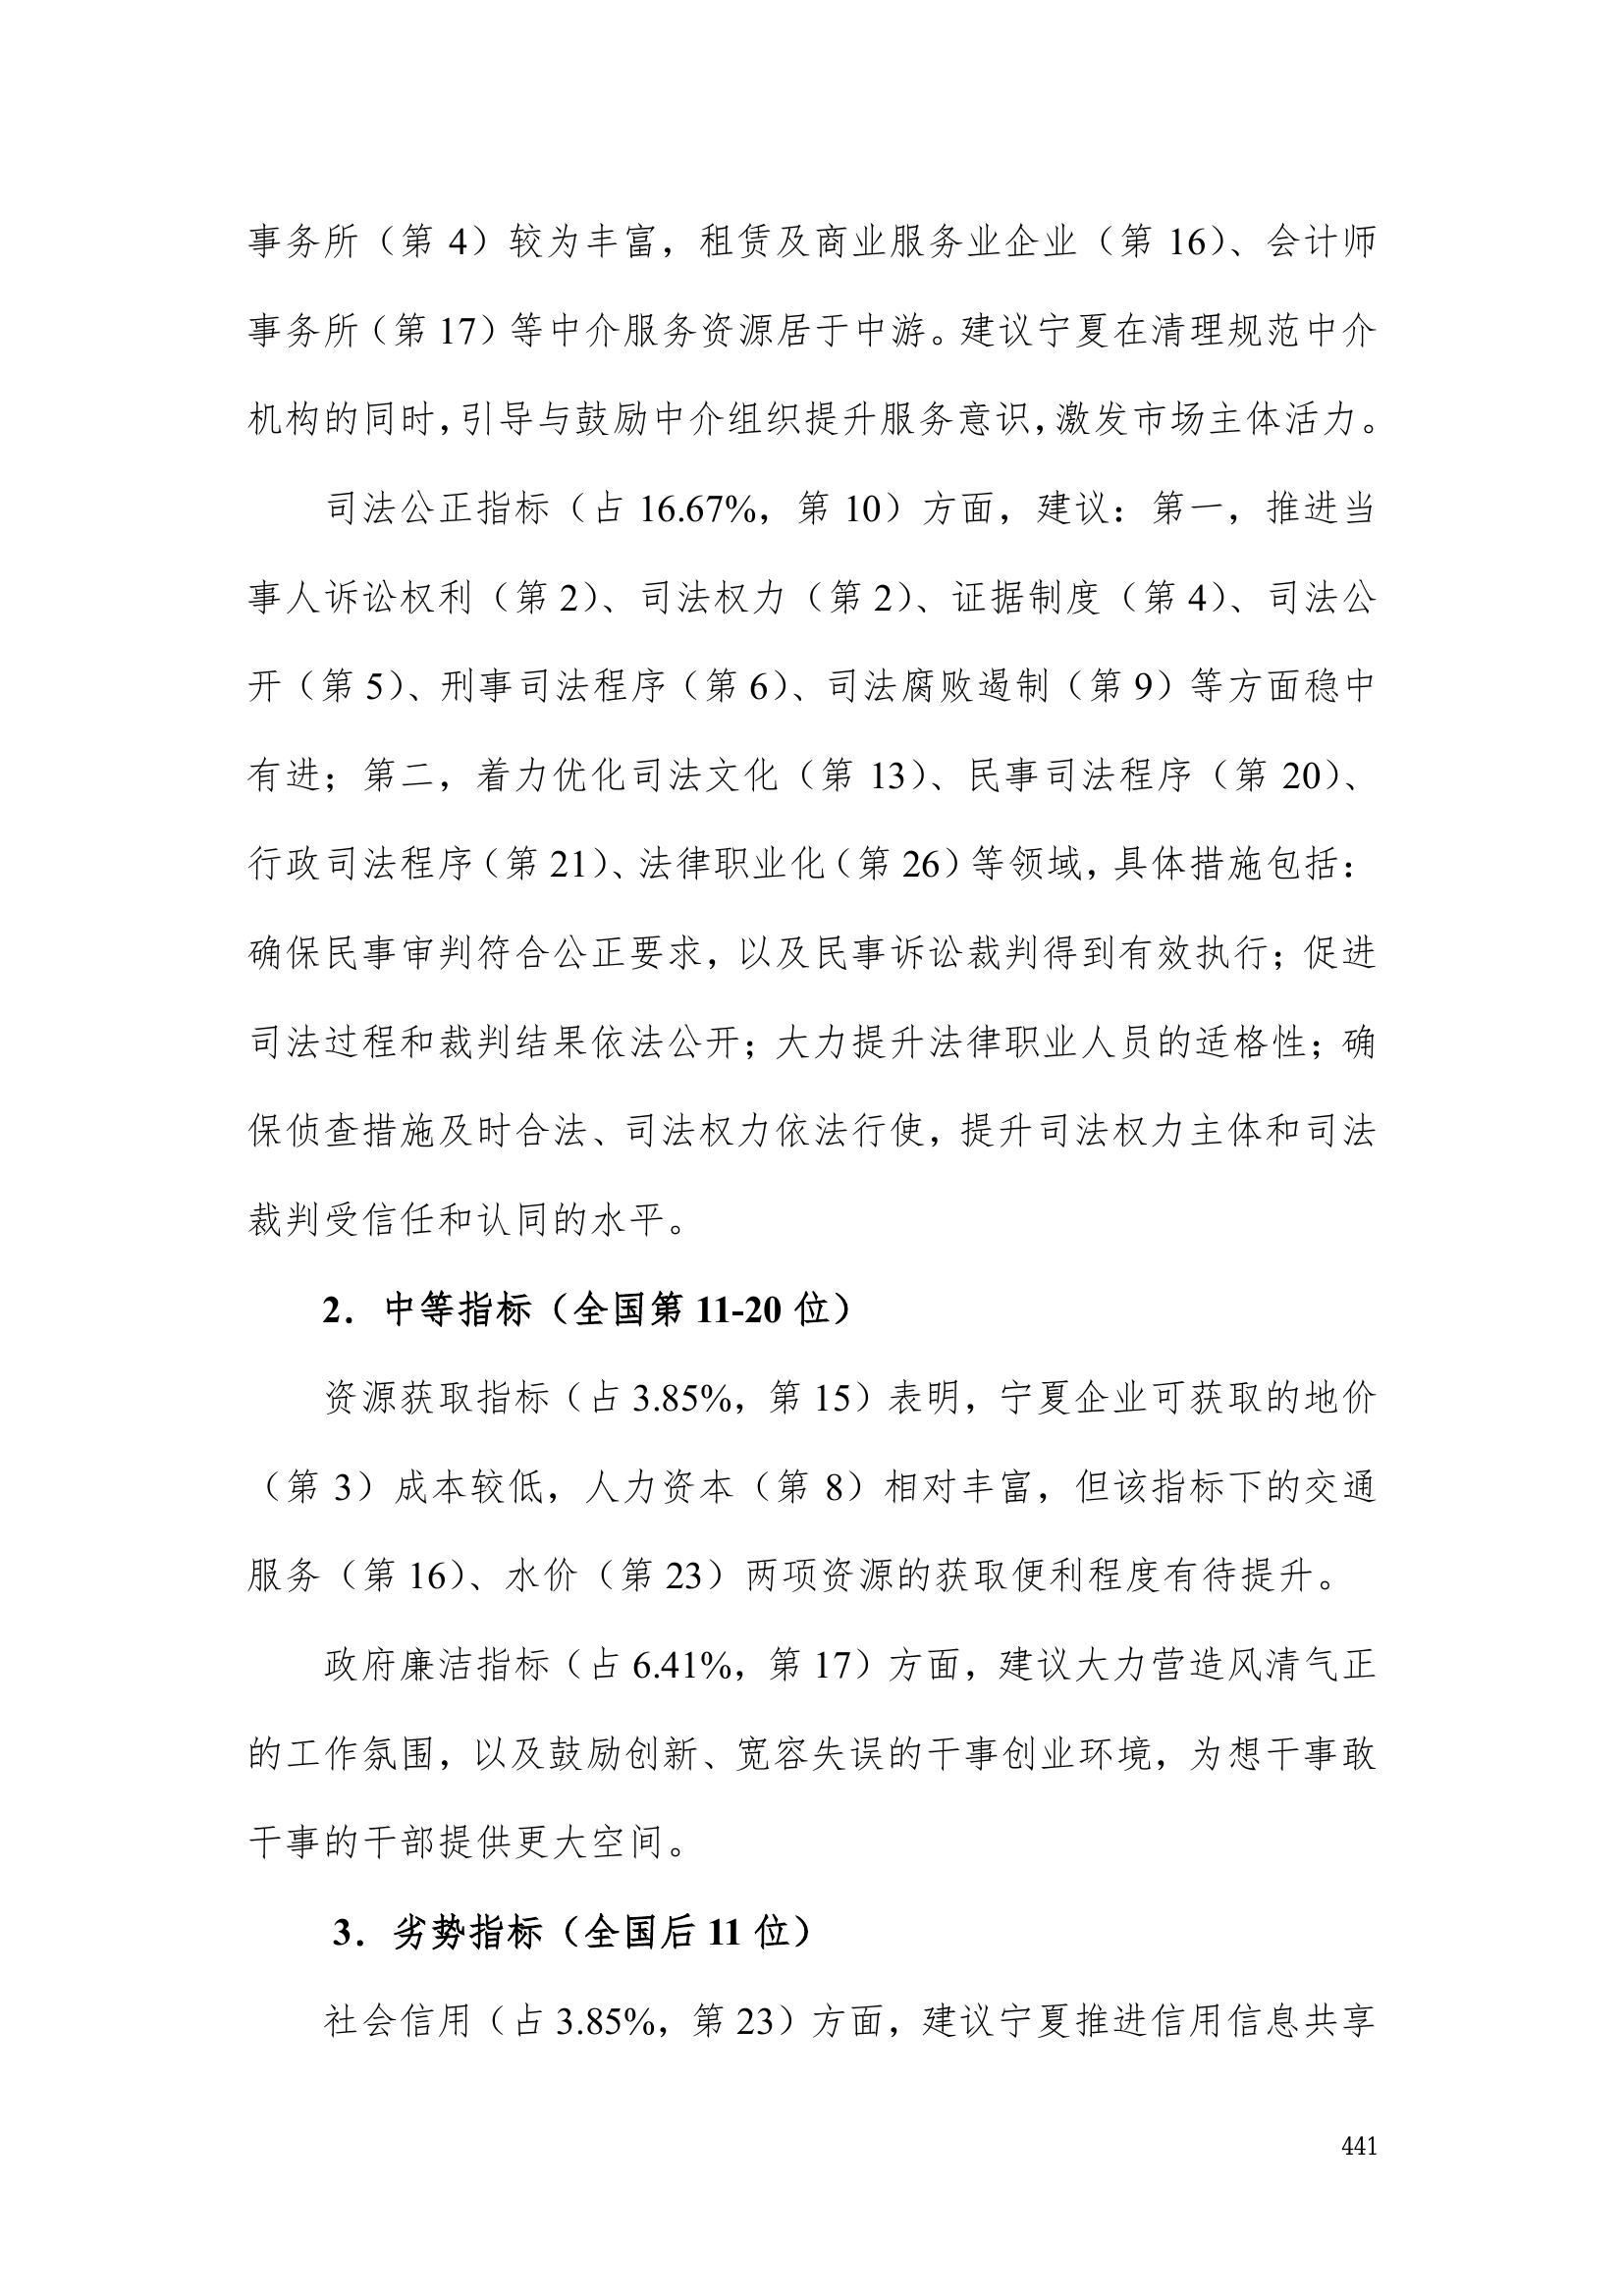 事务所（第 4）较为丰富，租赁及商业服务业企业（第 16）、会计师
事务所（第 17）等中介服务资源居于中游。建议宁夏在清理规范中介
机构的同时，引导与鼓励中介组织提升服务意识，激发市场主体活力。
司法公正指标（占 16.67%，第 10）方面，建议：第一，推进当
事人诉讼权利（第 2）、司法权力（第 2）、证据制度（第 4）、司法公
开（第 5）、刑事司法程序（第 6）、司法腐败遏制（第 9）等方面稳中
有进；第二，着力优化司法文化（第 13）、民事司法程序（第 20）、
行政司法程序（第 21）、法律职业化（第 26）等领域，具体措施包括：
确保民事审判符合公正要求，以及民事诉讼裁判得到有效执行；促进
司法过程和裁判结果依法公开；大力提升法律职业人员的适格性；确
保侦查措施及时合法、司法权力依法行使，提升司法权力主体和司法
裁判受信任和认同的水平。
2．中等指标（全国第 11-20 位）
资源获取指标（占 3.85%，第 15）表明，宁夏企业可获取的地价
（第 3）成本较低，人力资本（第 8）相对丰富，但该指标下的交通
服务（第 16）、水价（第 23）两项资源的获取便利程度有待提升。
政府廉洁指标（占 6.41%，第 17）方面，建议大力营造风清气正
的工作氛围，以及鼓励创新、宽容失误的干事创业环境，为想干事敢
干事的干部提供更大空间。
3．劣势指标（全国后 11 位）
社会信用（占 3.85%，第 23）方面，建议宁夏推进信用信息共享
441